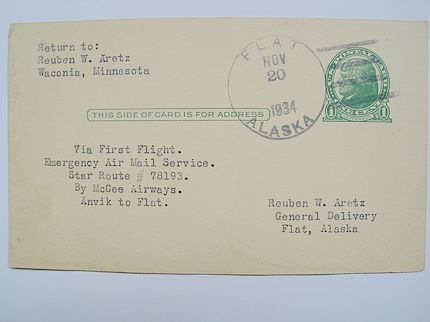 Return to:
Reuben W. Aretz
Waconia, Minnesota
FLAT
NOV
20
1934
ALASKA
THIS SIDE OF CARD IS FOR ADDRESS
1 1
Via First Flight.
Emergency Air Mail Service.
Star Route # 78193.
By McGee Airways.
Anvik to Flat.
Reuben W. Aretz
General Delivery
Flat, Alaska